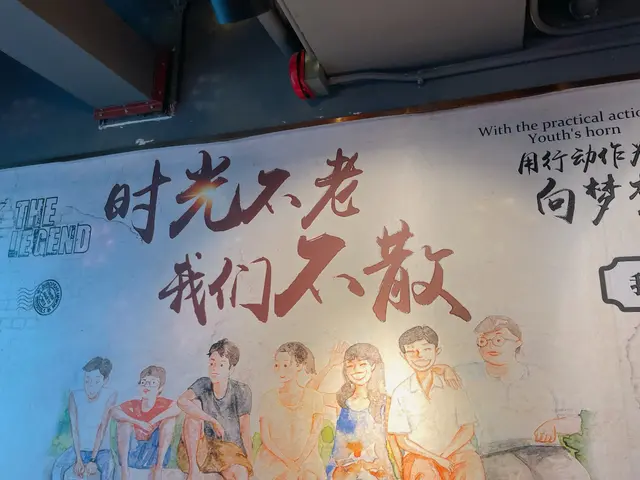 THE
LEGEND
时光不老
我们不散
With the practical actio
Youth's horn
用行动作为
向梦